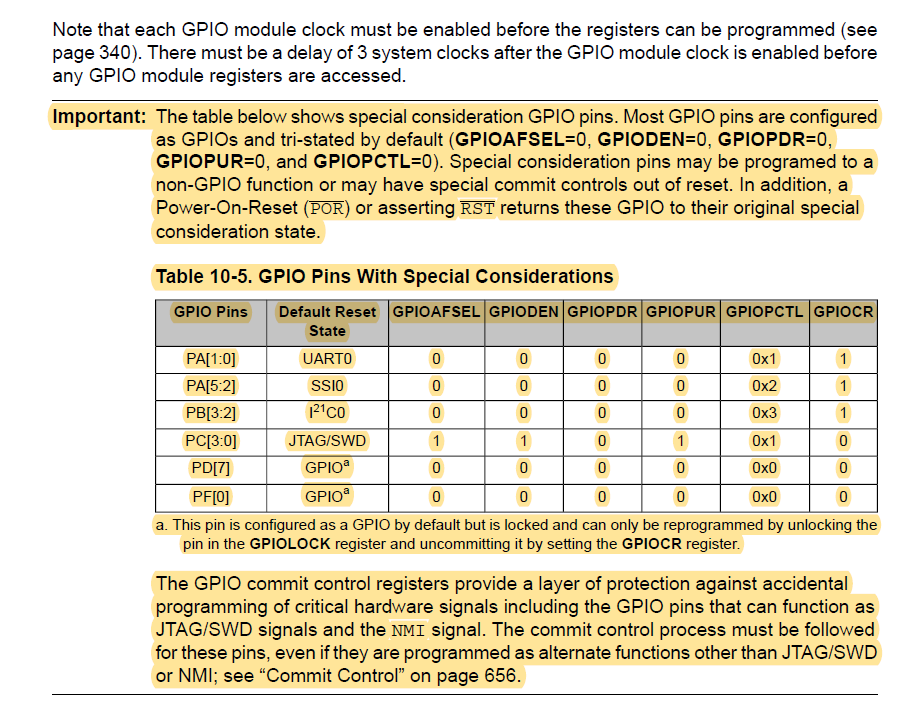 Note that each GPIO module clock must be enabled before the registers can be programmed (see
page 340). There must be a delay of 3 system clocks after the GPIO module clock is enabled before
any GPIO module registers are accessed.
Important: The table below shows special consideration GPIO pins. Most GPIO pins are configured
as GPIOs and tri-stated by default (GPIOAFSEL=0, GPIODEN=0, GPIOPDR=0,
GPIOPUR=0, and GPIOPCTL=0). Special consideration pins may be programed to a
non-GPIO function or may have special commit controls out of reset. In addition, a
Power-On-Reset (POR) or asserting RST returns these GPIO to their original special
consideration state.
Table 10-5. GPIO Pins With Special Considerations
GPIO Pins Default Reset State GPIOAFSEL GPIODEN GPIOPDR GPIOPUR GPIOPCTL GPIOCR
PA[1:0] UART0 0 0 0 0 0x1 1
PA[5:2] SSI0 0 0 0 0 0x2 1
PB[3:2] I21C0 0 0 0 0 0x3 1
PC[3:0] JTAG/SWD 1 1 0 1 0x1 0
PD[7] GPIOa 0 0 0 0 0x0 0
PF[0] GPIOa 0 0 0 0 0x0 0
a. This pin is configured as a GPIO by default but is locked and can only be reprogrammed by unlocking the
pin in the GPIOLOCK register and uncommitting it by setting the GPIOCR register.
The GPIO commit control registers provide a layer of protection against accidental
programming of critical hardware signals including the GPIO pins that can function as
JTAG/SWD signals and the NMI signal. The commit control process must be followed
for these pins, even if they are programmed as alternate functions other than JTAG/SWD
or NMI; see “Commit Control” on page 656.